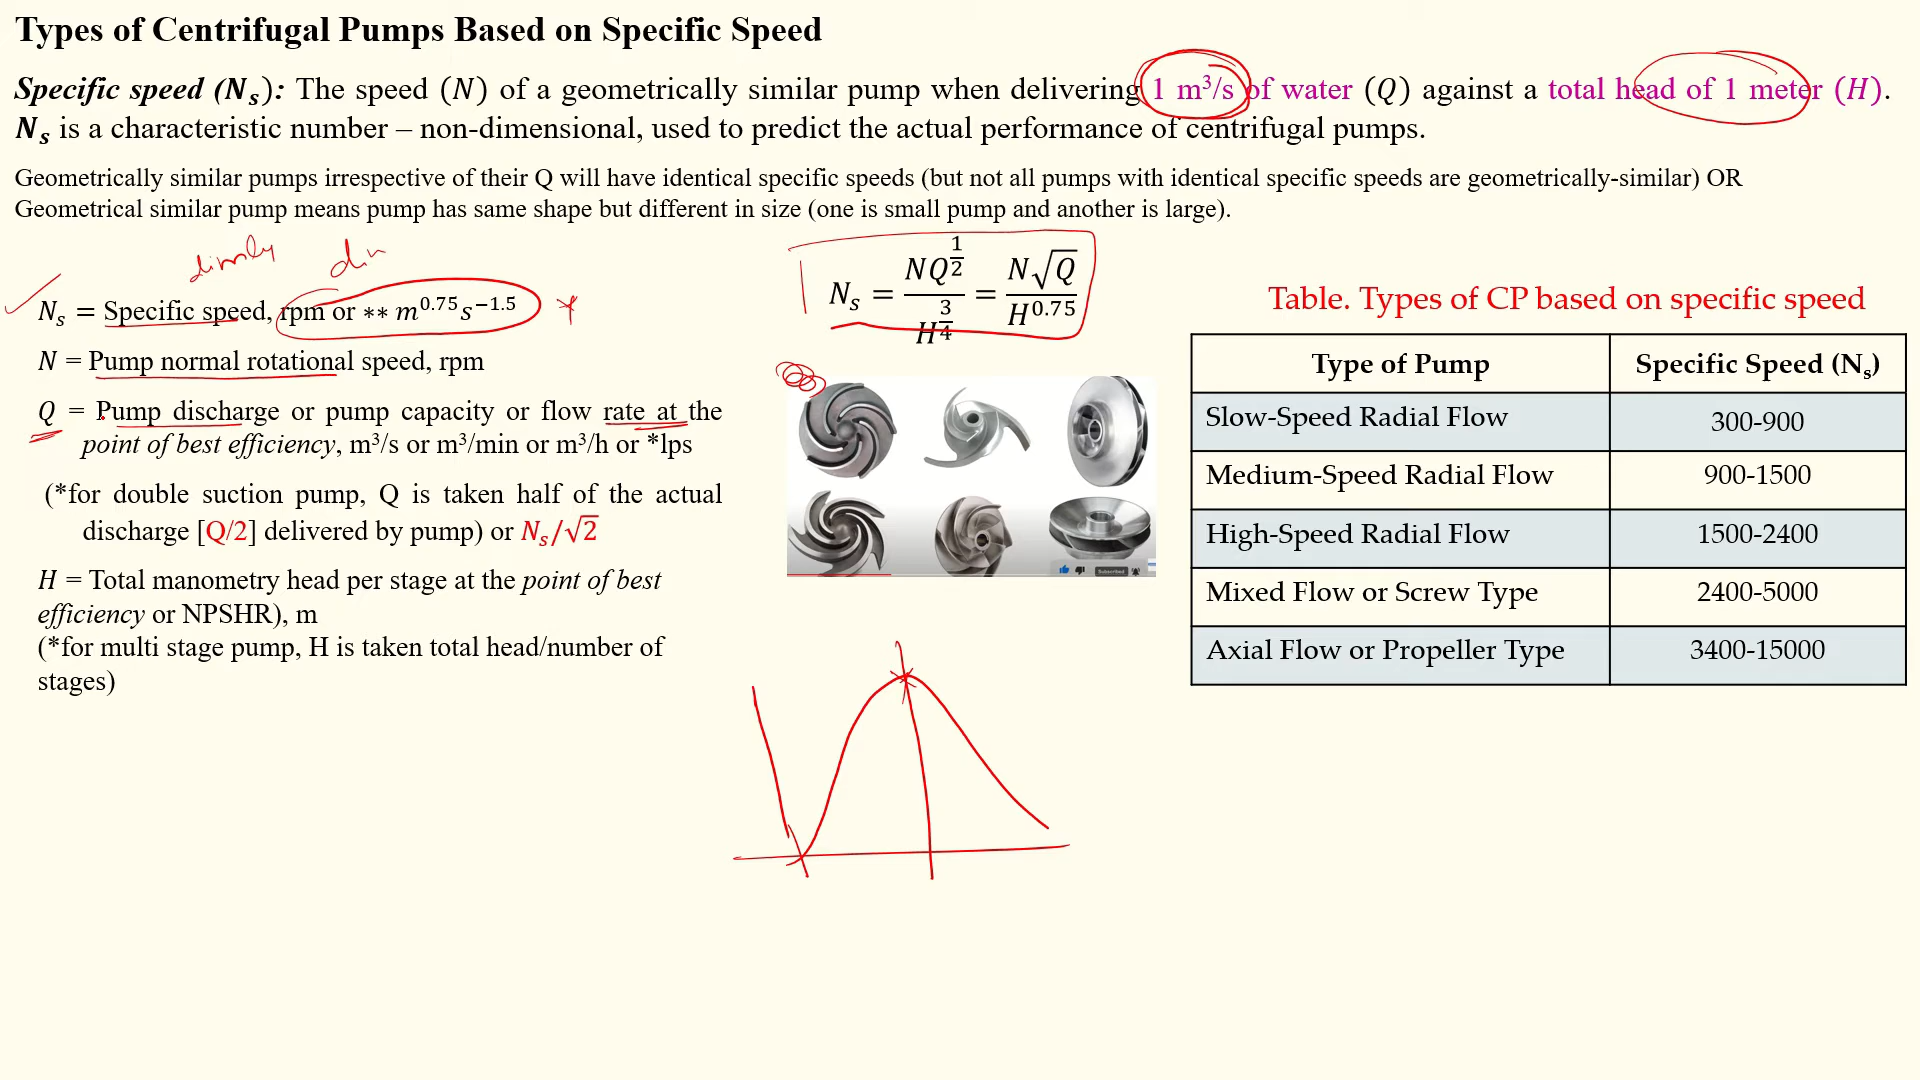 Types of Centrifugal Pumps Based on Specific Speed
Specific speed (Nₛ): The speed (N) of a geometrically similar pump when delivering 1 m³/s of water (Q) against a total head of 1 meter (H).
Nₛ is a characteristic number – non-dimensional, used to predict the actual performance of centrifugal pumps.
Geometrically similar pumps irrespective of their Q will have identical specific speeds (but not all pumps with identical specific speeds are geometrically-similar) OR
Geometrical similar pump means pump has same shape but different in size (one is small pump and another is large).
Nₛ = Specific speed, rpm or ** m^0.75 s^−1.5
N = Pump normal rotational speed, rpm
Q = Pump discharge or pump capacity or flow rate at the
point of best efficiency, m³/s or m³/min or m³/h or *lps
(*for double suction pump, Q is taken half of the actual
discharge [Q/2] delivered by pump) or Nₛ/√2
H = Total manometry head per stage at the point of best
efficiency or NPSHR), m
(*for multi stage pump, H is taken total head/number of
stages)
Nₛ = NQ^(1/2) / H^(3/4) = N√Q / H^0.75
Subscribed
Table. Types of CP based on specific speed
Type of Pump Specific Speed (Nₛ)
Slow-Speed Radial Flow 300-900
Medium-Speed Radial Flow 900-1500
High-Speed Radial Flow 1500-2400
Mixed Flow or Screw Type 2400-5000
Axial Flow or Propeller Type 3400-15000